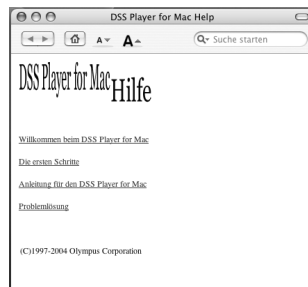 DSS Player for Mac Help
A A
Suche starten
DSS Player for Mac Hilfe
Willkommen beim DSS Player for Mac
Die ersten Schritte
Anleitung für den DSS Player for Mac
Problemlösung
(C)1997-2004 Olympus Corporation